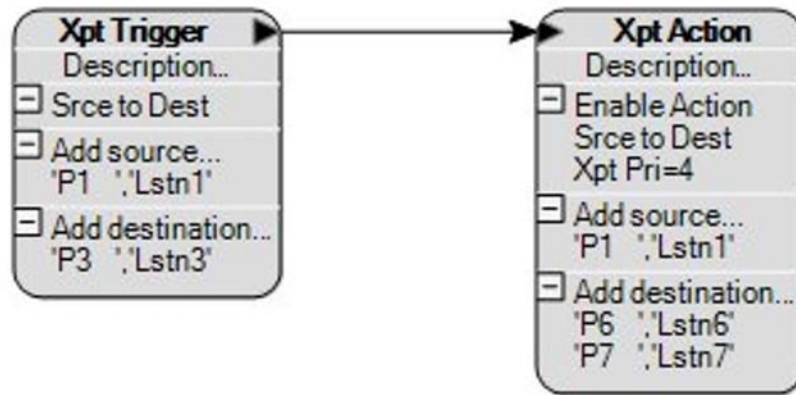 Xpt Trigger
Description...
Srce to Dest
Add source...
'P1    ','Lstn1'
Add destination...
'P3    ','Lstn3'
Xpt Action
Description...
Enable Action
Srce to Dest
Xpt Pri=4
Add source...
'P1    ','Lstn1'
Add destination...
'P6    ','Lstn6'
'P7    ','Lstn7'